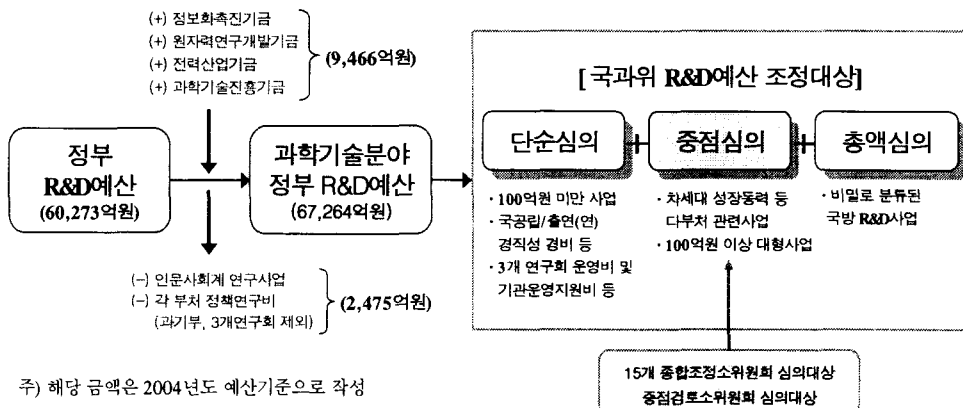 (+) 정보화촉진기금
(+) 원자력연구개발기금
(+) 전력산업기금
(+) 과학기술진흥기금
(9,466억원)
정부
R&D예산
(60,273억원)
과학기술분야
정부 R&D예산
(67,264억원)
(−) 인문사회계 연구사업
(−) 각 부처 정책연구비
(과기부, 3개연구회 제외)
(2,475억원)
[국과위 R&D예산 조정대상]
단순심의
+
중점심의
+
총액심의
· 100억원 미만 사업
· 국공립/출연(연)
경직성 경비 등
· 3개 연구회 운영비 및
기관운영지원비 등
· 차세대 성장동력 등
다부처 관련사업
· 100억원 이상 대형사업
· 비밀로 분류된
국방 R&D사업
15개 종합조정소위원회 심의대상
중점검토소위원회 심의대상
주) 해당 금액은 2004년도 예산기준으로 작성